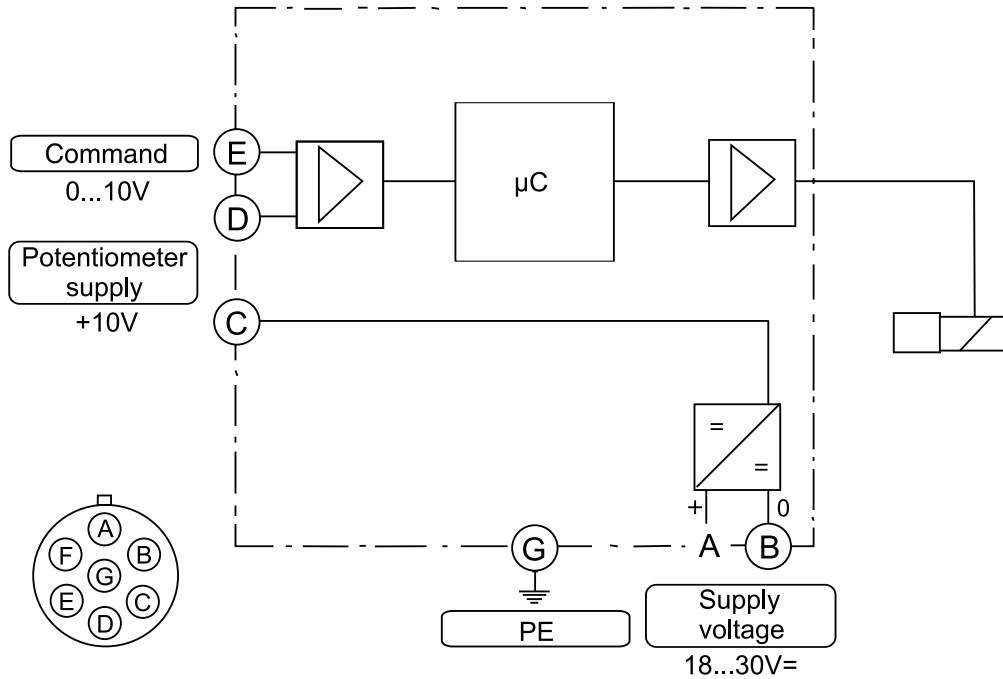 Command
0...10V
E
D
µC
Potentiometer
supply
+10V
C
=
=
+
0
A
B
G
PE
Supply
voltage
18...30V=
A
F
B
G
E
C
D